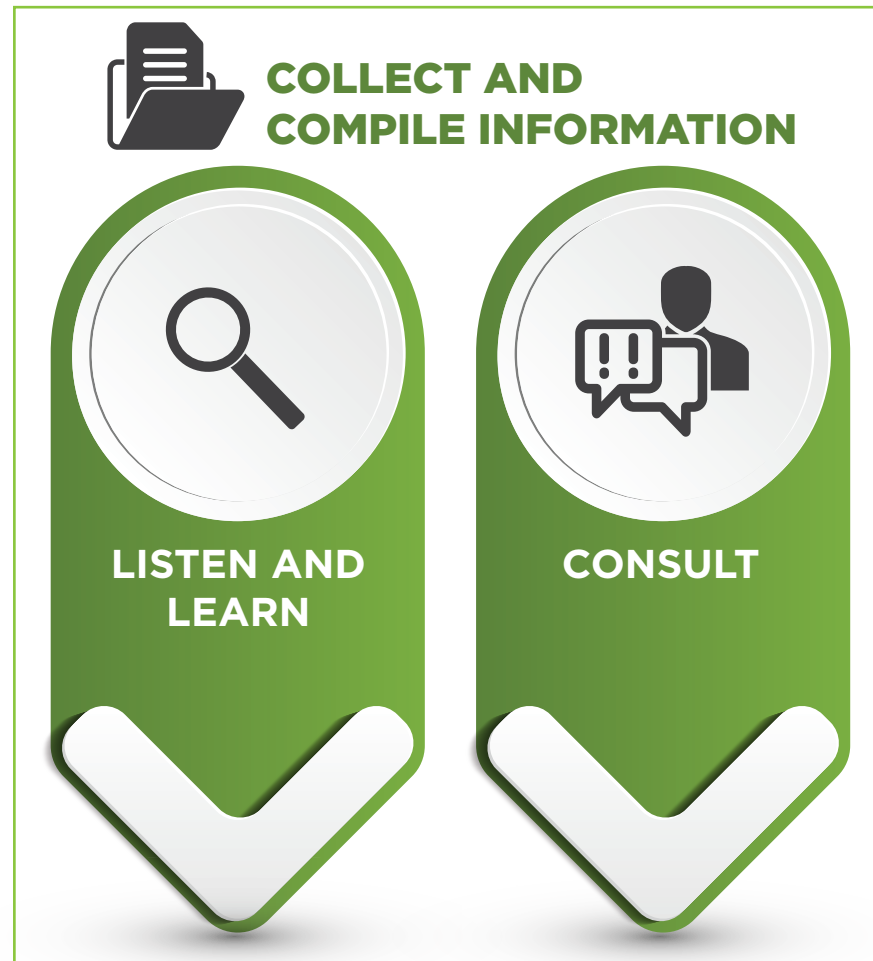 COLLECT AND
COMPILE INFORMATION
LISTEN AND
LEARN
CONSULT
!!